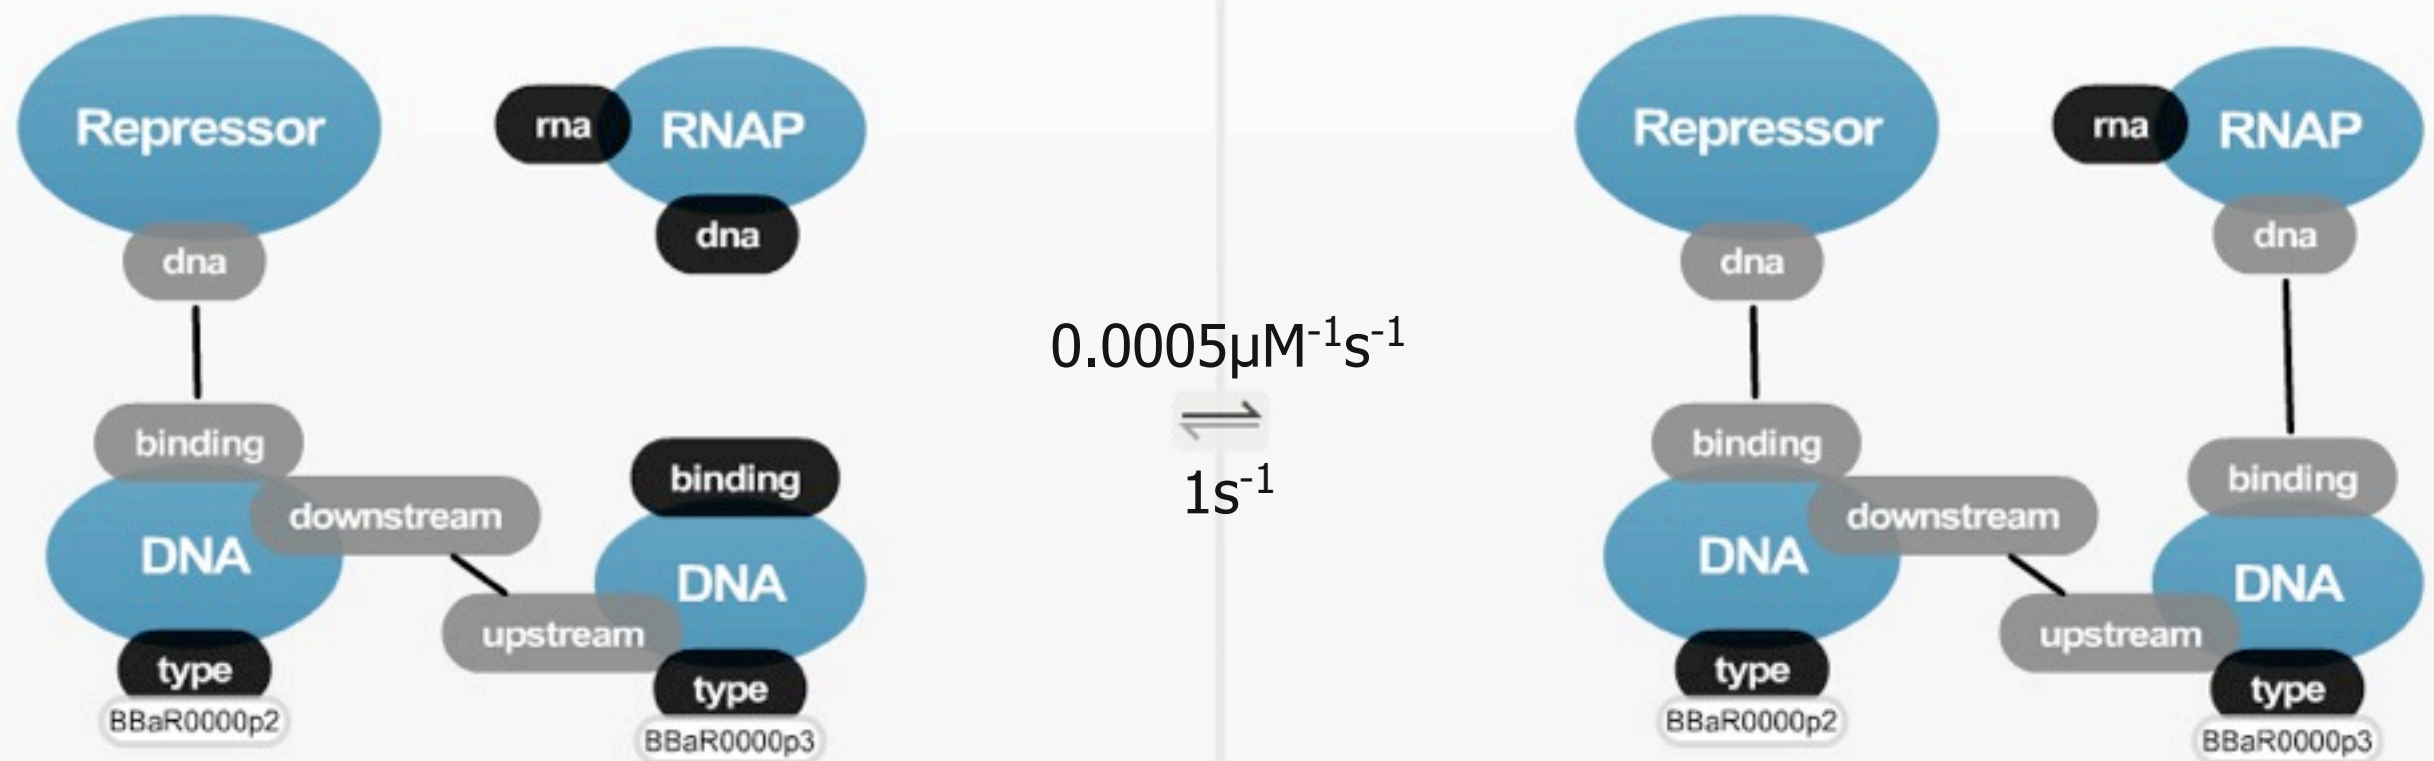 Repressor
rna
RNAP
dna
dna
binding
binding
downstream
DNA
DNA
upstream
type
type
BBaR0000p2
BBaR0000p3
0.0005µM⁻¹s⁻¹
1s⁻¹
Repressor
rna
RNAP
dna
dna
binding
binding
downstream
DNA
DNA
upstream
type
type
BBaR0000p2
BBaR0000p3